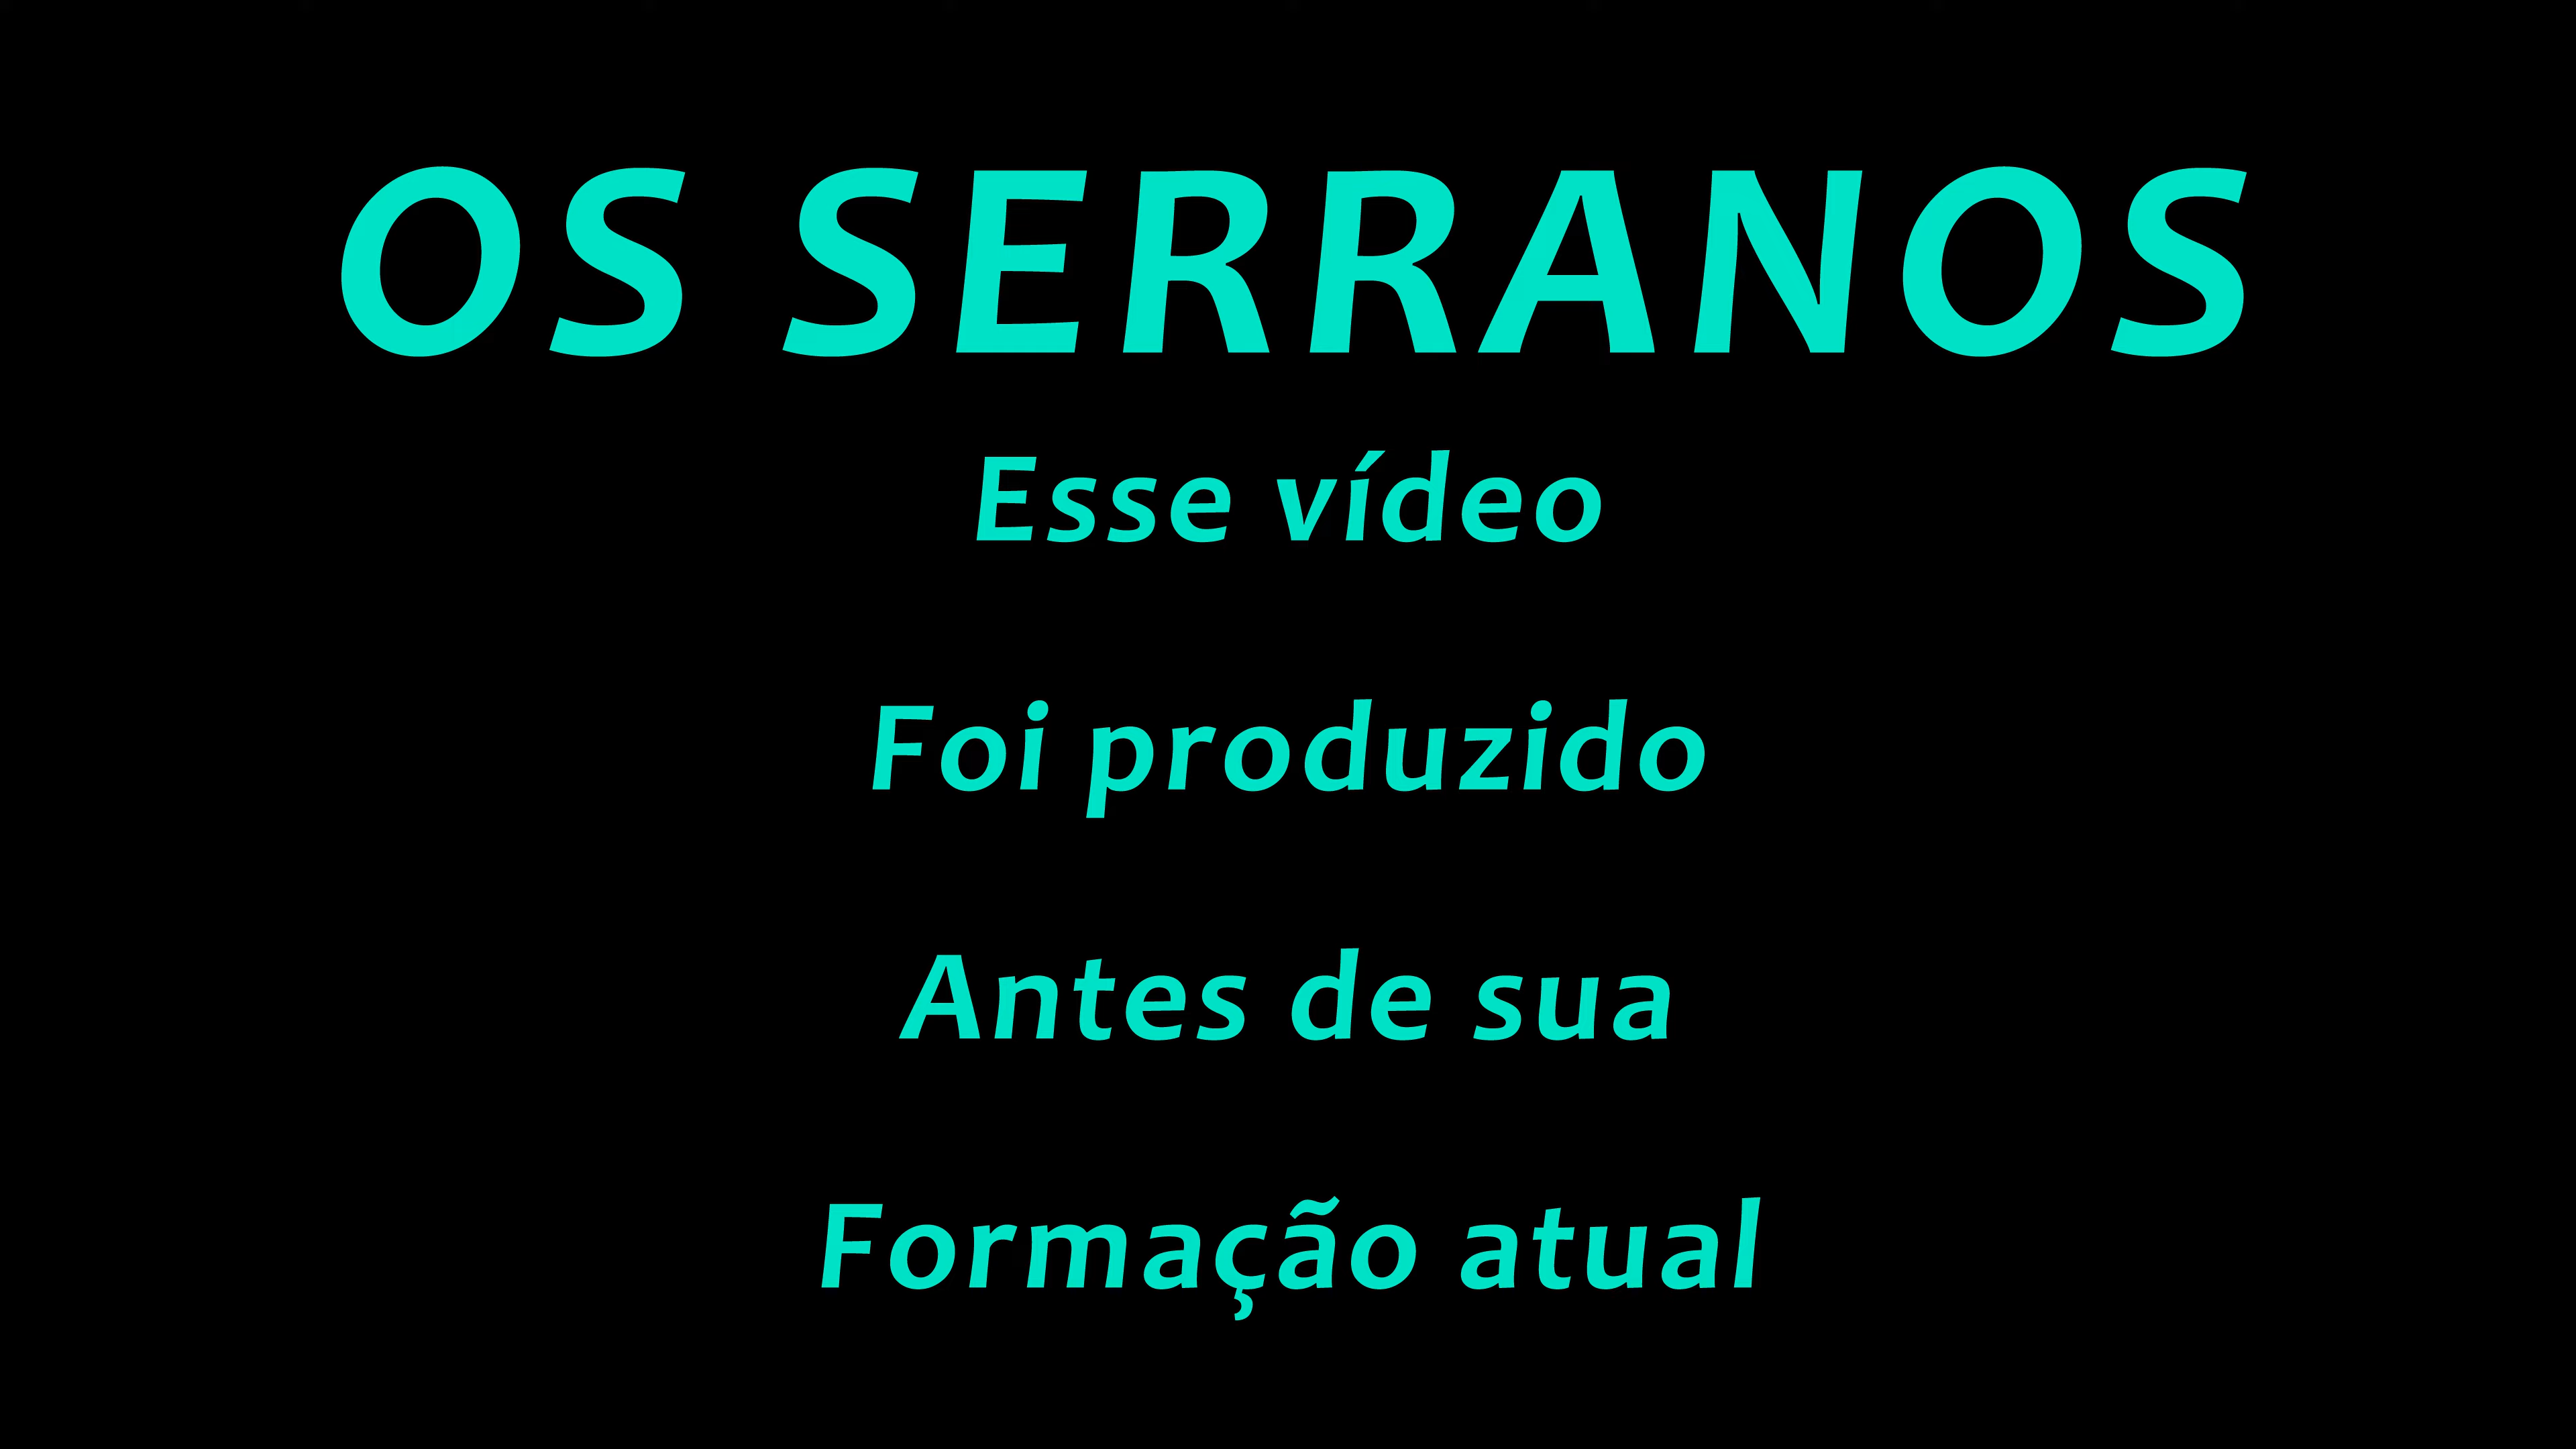 OS SERRANOS
Esse vídeo
Foi produzido
Antes de sua
Formação atual